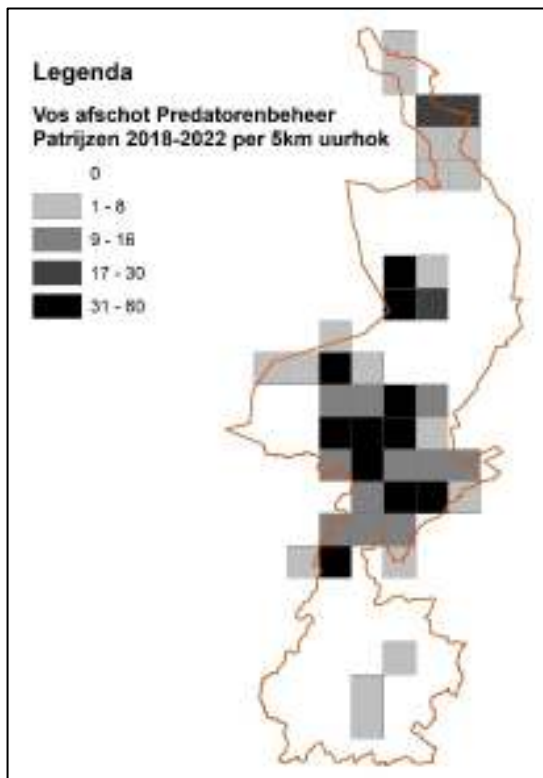 Legenda
Vos afschot Predatorenbeheer
Patrijzen 2018-2022 per 5km uurhok
0
1 - 8
9 - 16
17 - 30
31 - 80